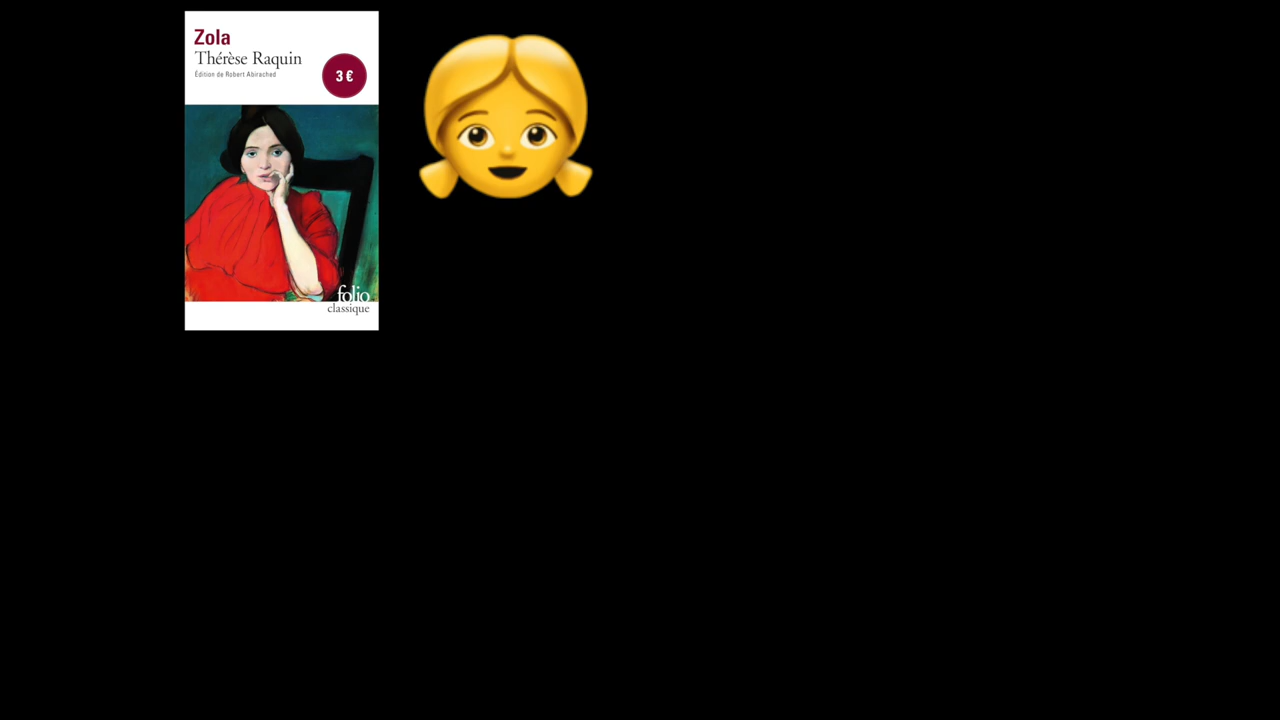 Zola
Thérèse Raquin
Édition de Robert Abirached
3 €
folio
classique